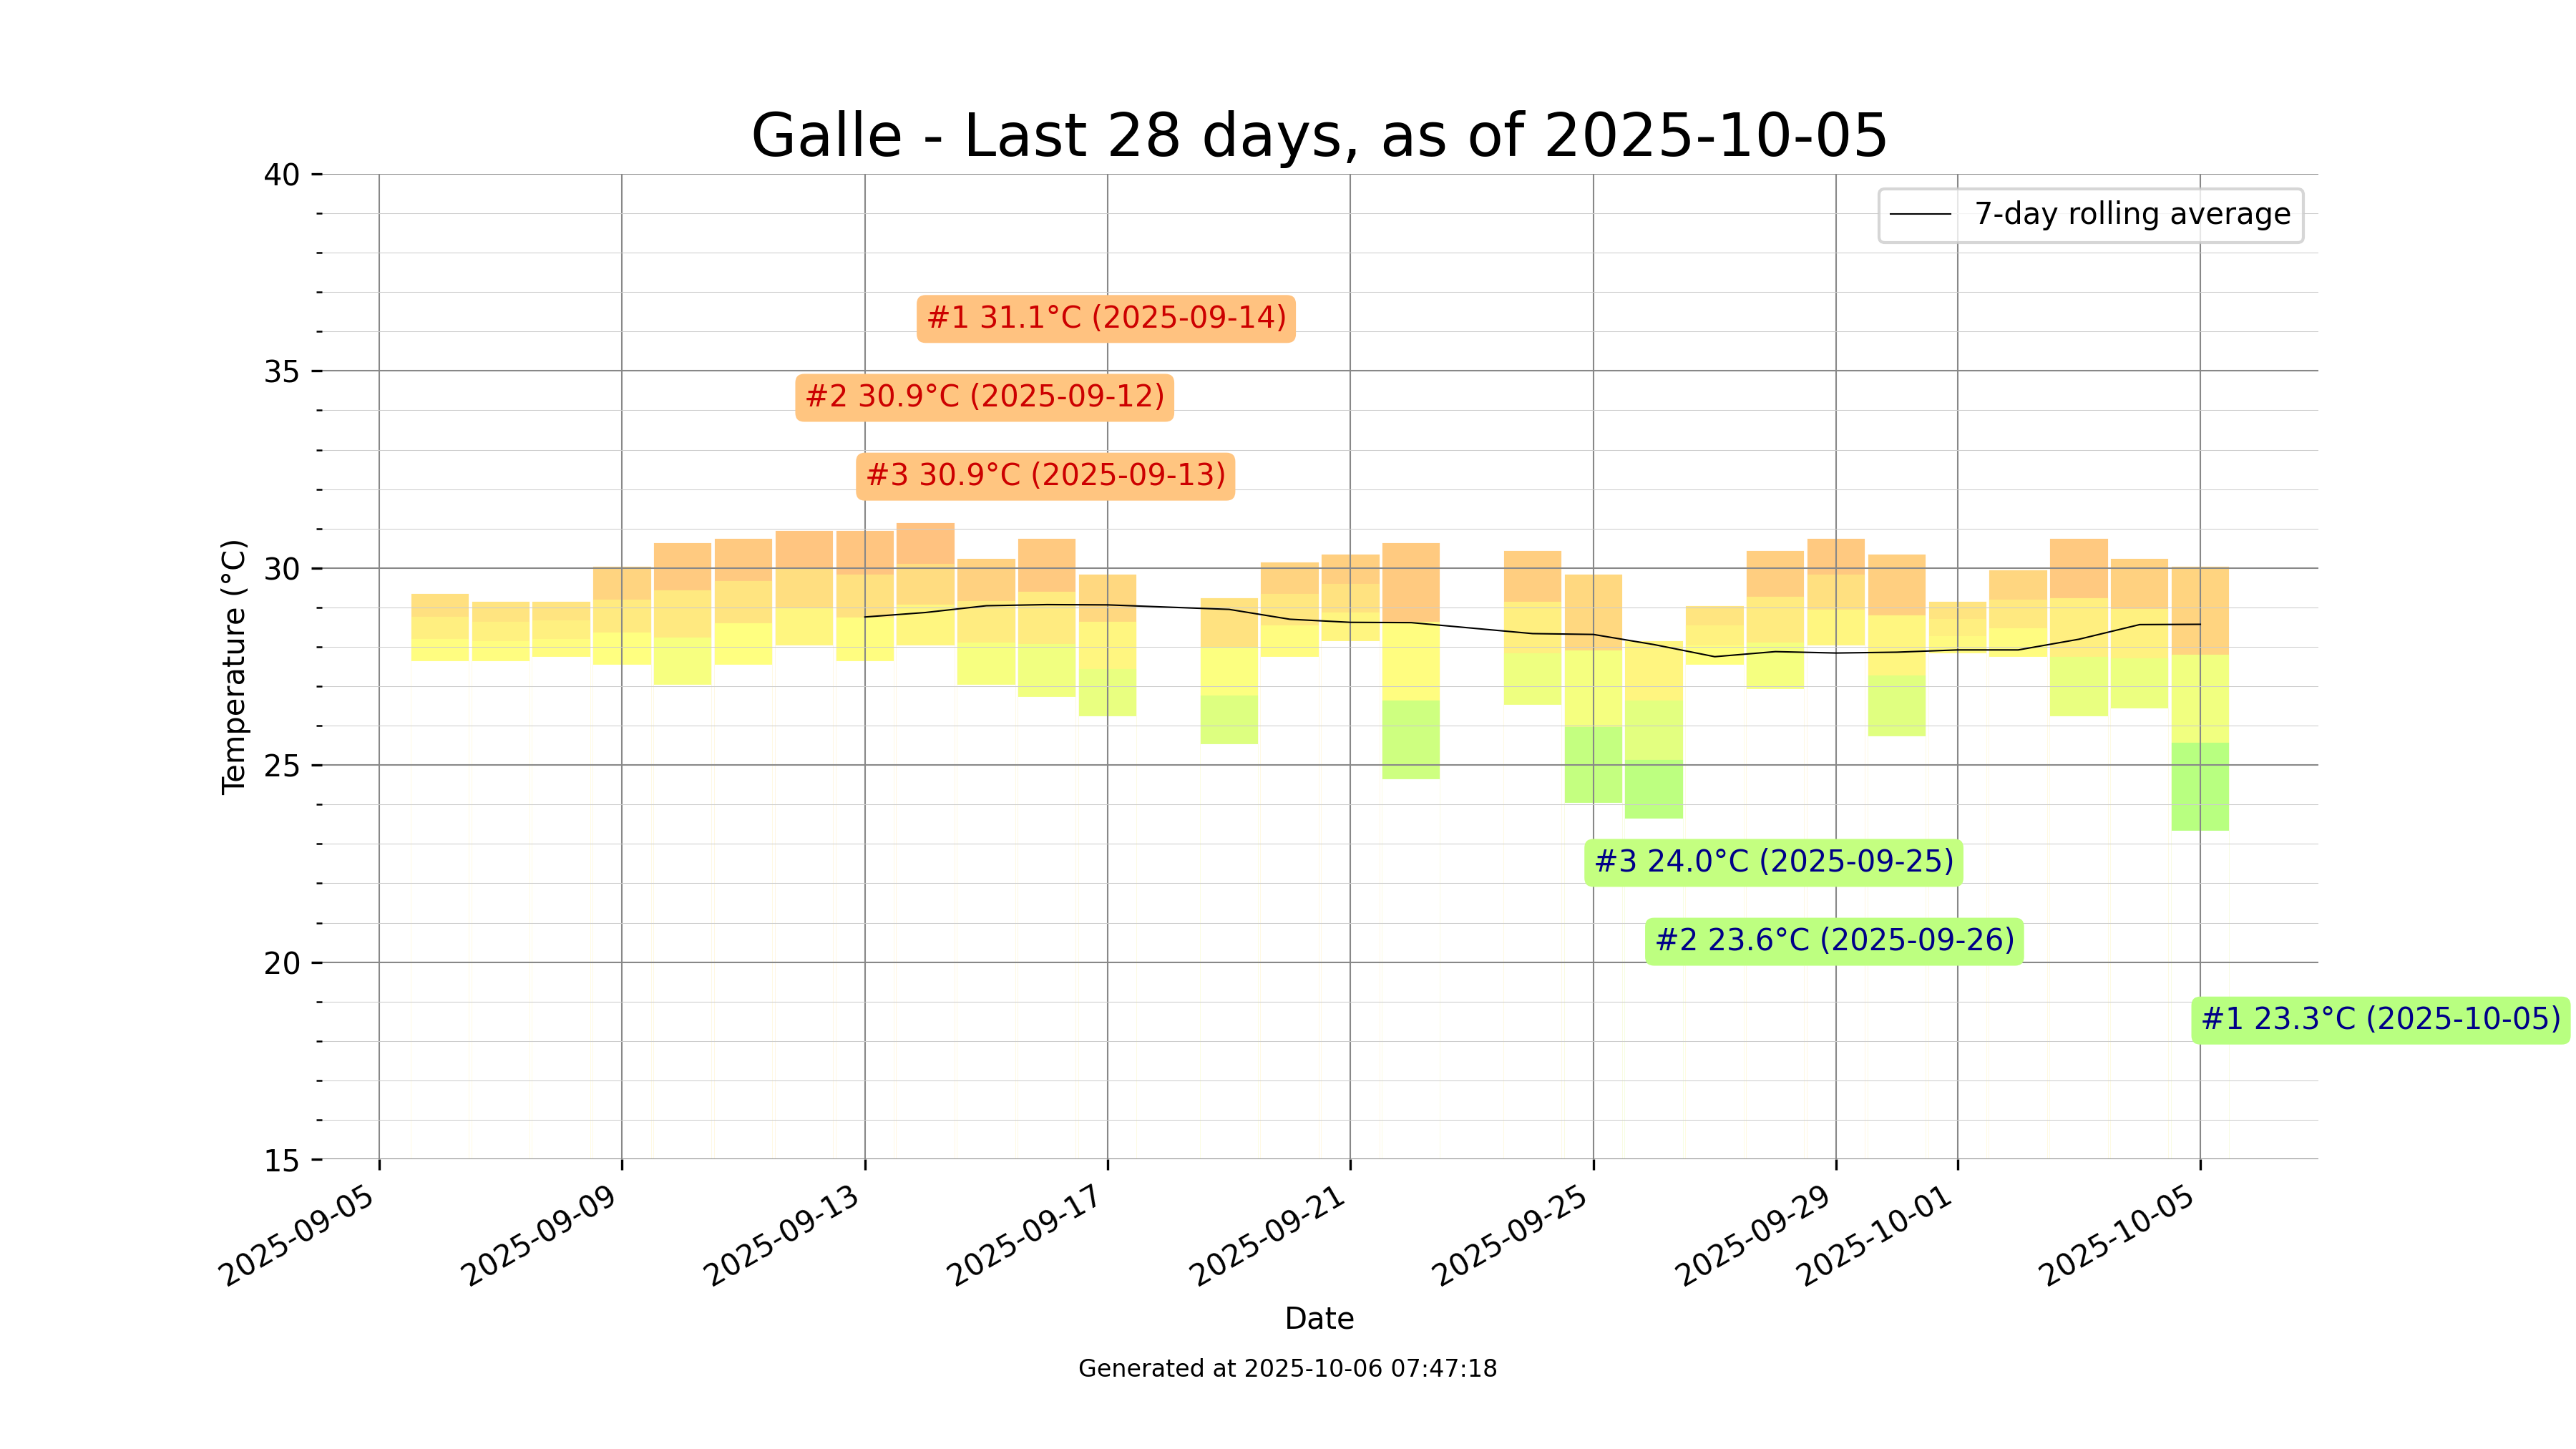 Galle - Last 28 days, as of 2025-10-05
7-day rolling average
40
35
30
25
20
15
Temperature (°C)
#1 31.1°C (2025-09-14)
#2 30.9°C (2025-09-12)
#3 30.9°C (2025-09-13)
#3 24.0°C (2025-09-25)
#2 23.6°C (2025-09-26)
#1 23.3°C (2025-10-05)
2025-09-05
2025-09-09
2025-09-13
2025-09-17
2025-09-21
2025-09-25
2025-09-29
2025-10-01
2025-10-05
Date
Generated at 2025-10-06 07:47:18